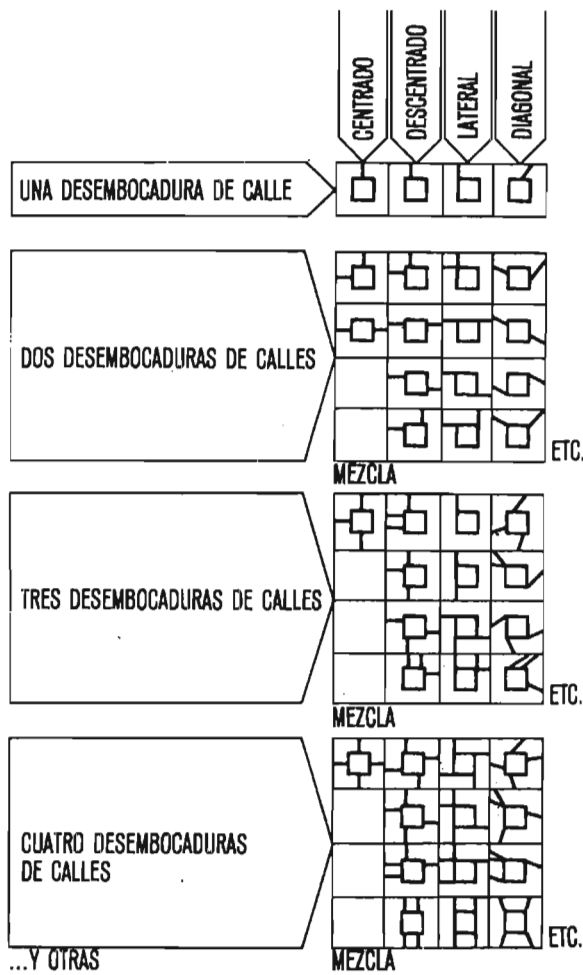 CENTRADO
DESCENTRADO
LATERAL
DIAGONAL
UNA DESEMBOCADURA DE CALLE
DOS DESEMBOCADURAS DE CALLES
ETC.
MEZCLA
TRES DESEMBOCADURAS DE CALLES
ETC.
MEZCLA
CUATRO DESEMBOCADURAS
DE CALLES
ETC.
...Y OTRAS
MEZCLA